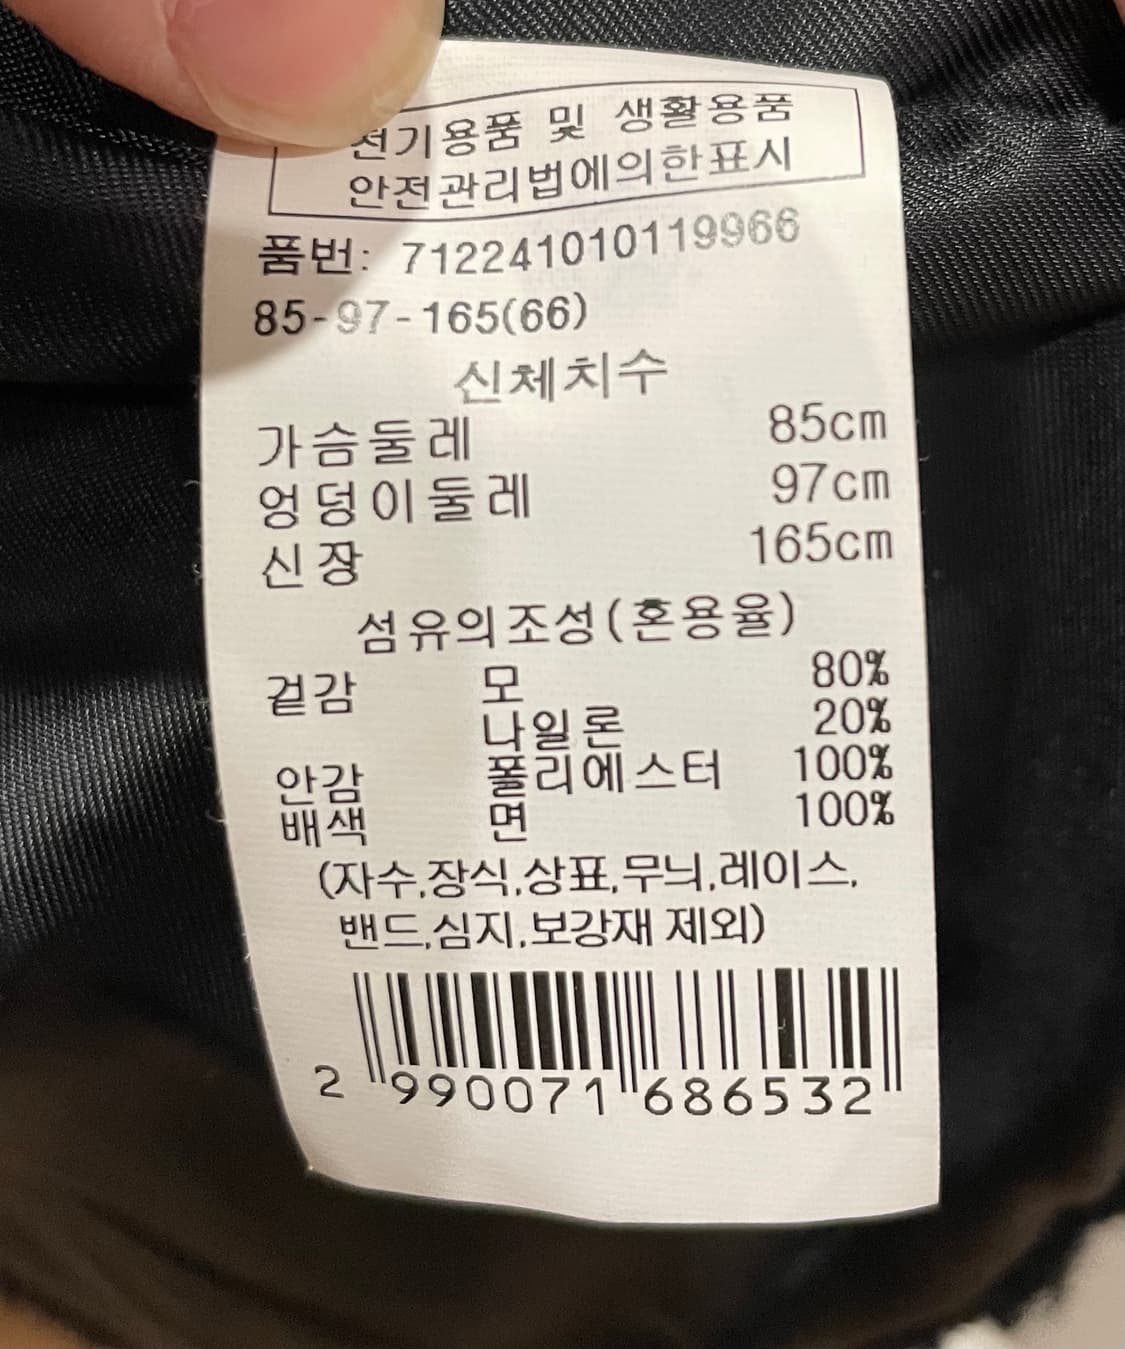 전기용품 및 생활용품
안전관리법에의한표시
품번: 712241010119966
85-97-165(66)
신체치수
가슴둘레 85cm
엉덩이둘레 97cm
신장 165cm
섬유의조성(혼용율)
겉감 모 80%
나일론 20%
안감 폴리에스터 100%
배색 면 100%
(자수,장식,상표,무늬,레이스,
밴드,심지,보강재 제외)
2 990071 686532